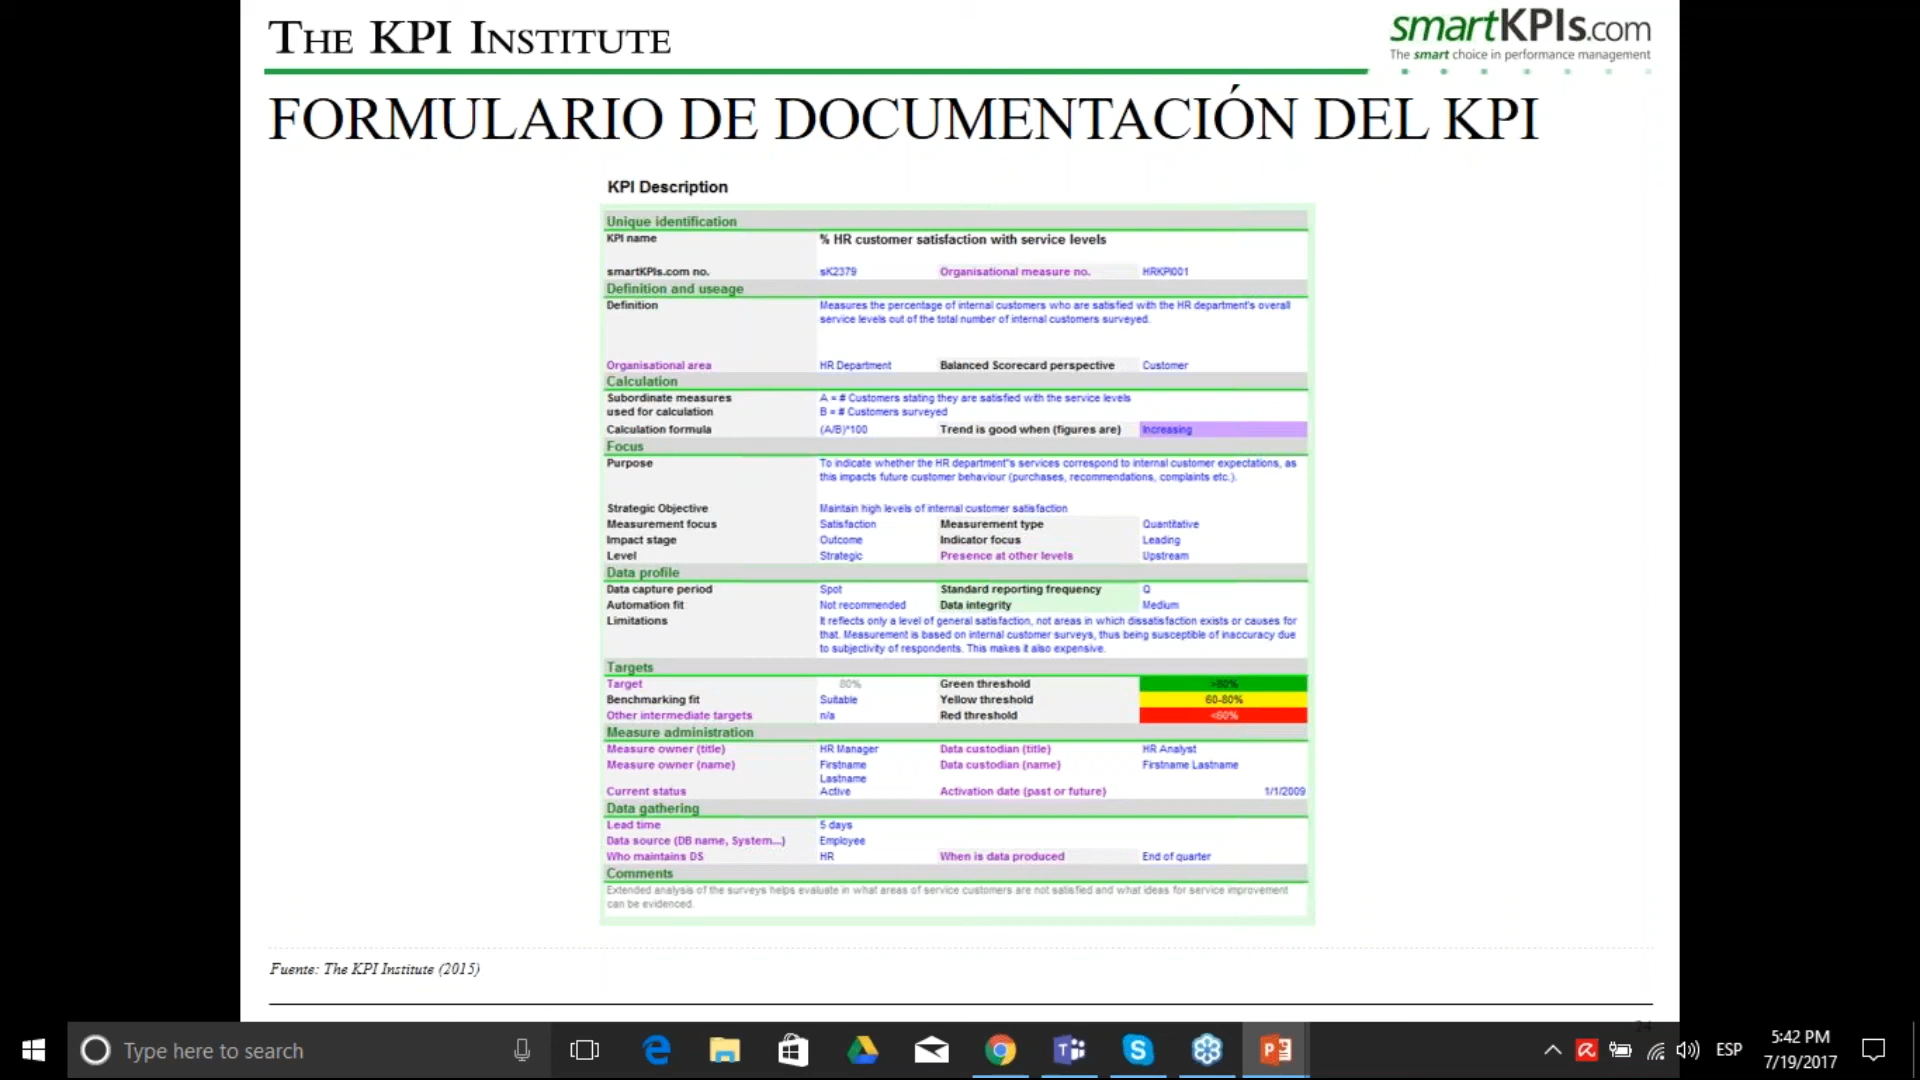 THE KPI INSTITUTE
smartKPIs.com
The smart choice in performance management
FORMULARIO DE DOCUMENTACIÓN DEL KPI
KPI Description
Unique identification
KPI name % HR customer satisfaction with service levels
smartKPIs.com no. sK2379 Organisational measure no. HRKPI001
Definition and useage
Definition Measures the percentage of internal customers who are satisfied with the HR department's overall
service levels out of the total number of internal customers surveyed.
Organisational area HR Department Balanced Scorecard perspective Customer
Calculation
Subordinate measures A = # Customers stating they are satisfied with the service levels
used for calculation B = # Customers surveyed
Calculation formula (A/B)*100 Trend is good when (figures are) Increasing
Focus
Purpose To indicate whether the HR department"s services correspond to internal customer expectations, as
this impacts future customer behaviour (purchases, recommendations, complaints etc.).
Strategic Objective Maintain high levels of internal customer satisfaction
Measurement focus Satisfaction Measurement type Quantitative
Impact stage Outcome Indicator focus Leading
Level Strategic Presence at other levels Upstream
Data profile
Data capture period Spot Standard reporting frequency Q
Automation fit Not recommended Data integrity Medium
Limitations It reflects only a level of general satisfaction, not areas in which dissatisfaction exists or causes for
that. Measurement is based on internal customer surveys, thus being susceptible of inaccuracy due
to subjectivity of respondents. This makes it also expensive.
Targets
Target 80% Green threshold >80%
Benchmarking fit Suitable Yellow threshold 60-80%
Other intermediate targets n/a Red threshold <60%
Measure administration
Measure owner (title) HR Manager Data custodian (title) HR Analyst
Measure owner (name) Firstname Data custodian (name) Firstname Lastname
Lastname
Current status Active Activation date (past or future) 1/1/2009
Data gathering
Lead time 5 days
Data source (DB name, System...) Employee
Who maintains DS HR When is data produced End of quarter
Comments
Extended analysis of the surveys helps evaluate in what areas of service customers are not satisfied and what ideas for service improvement
can be evidenced.
Fuente: The KPI Institute (2015)
24
Type here to search
ESP
5:42 PM
7/19/2017